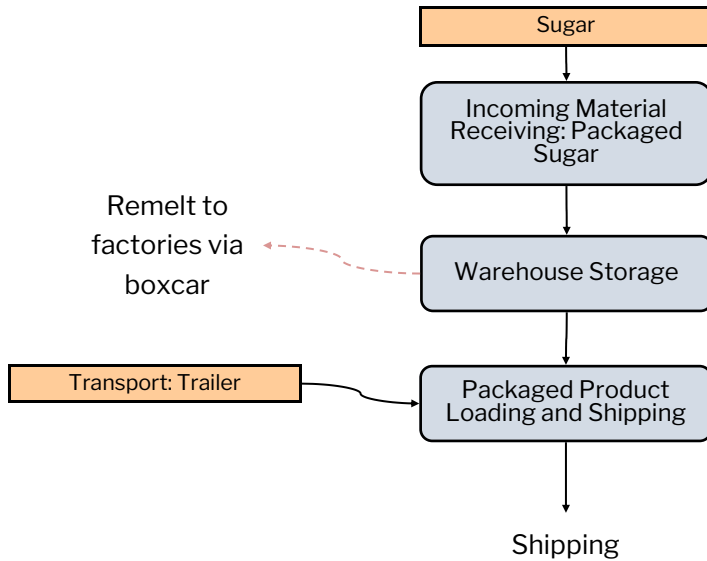 Sugar
Incoming Material
Receiving: Packaged
Sugar
Remelt to
factories via
boxcar
Warehouse Storage
Transport: Trailer
Packaged Product
Loading and Shipping
Shipping